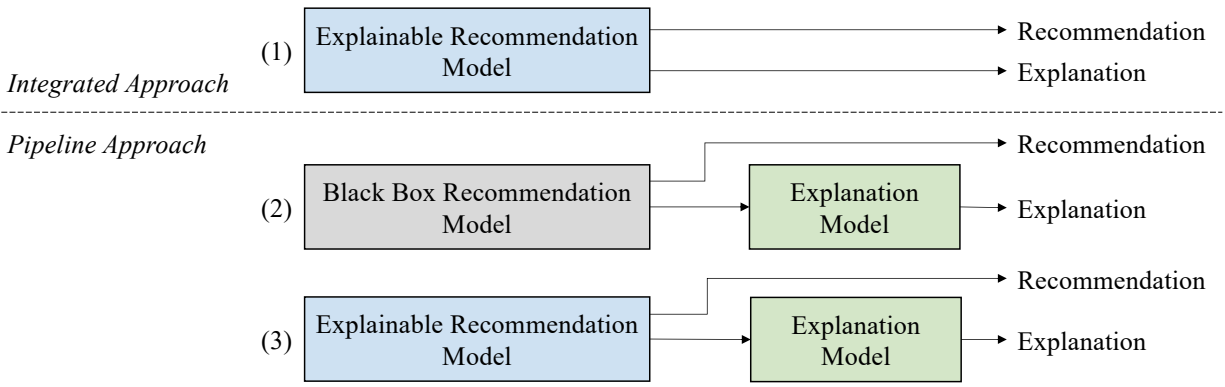 (1)
Explainable Recommendation
Model
Recommendation
Explanation
Integrated Approach
Pipeline Approach
(2)
Black Box Recommendation
Model
Explanation
Model
Recommendation
Explanation
(3)
Explainable Recommendation
Model
Explanation
Model
Recommendation
Explanation